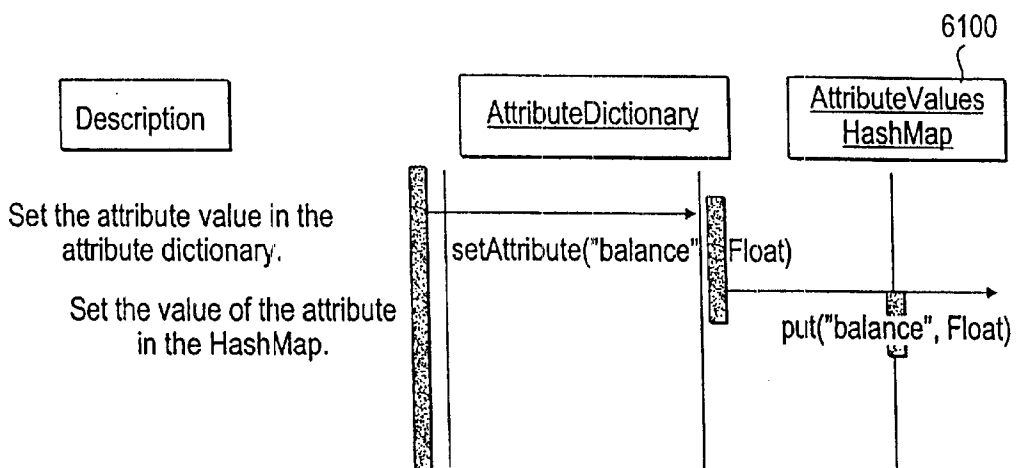 6100
Description
AttributeDictionary
AttributeValues
HashMap
Set the attribute value in the
attribute dictionary.
setAttribute("balance" Float)
Set the value of the attribute
in the HashMap.
put("balance", Float)